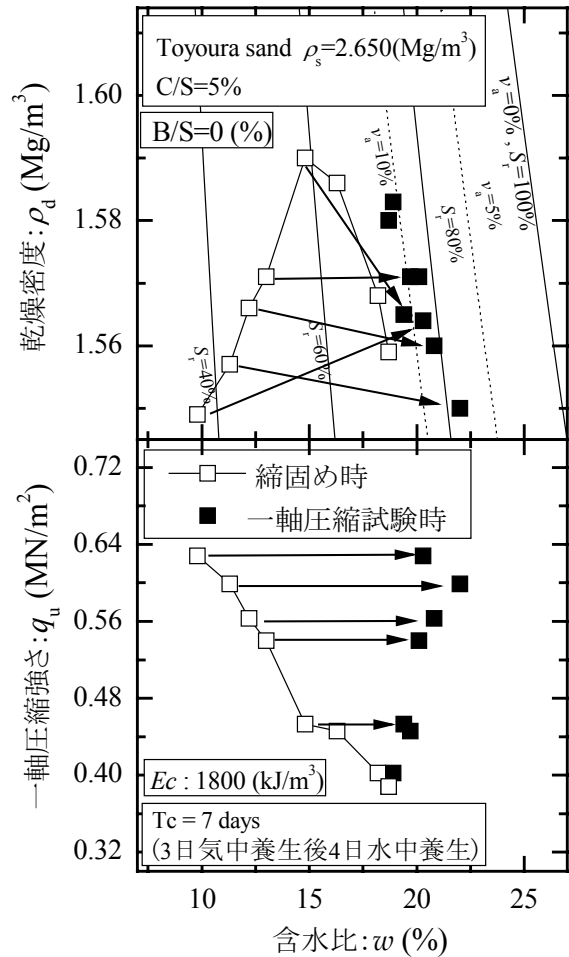 Toyoura sand ρs=2.650(Mg/m³)
C/S=5%
B/S=0 (%)
乾燥密度:ρd (Mg/m³)
1.60
1.58
1.56
Sr=40%
Sr=60%
νa=10%
Sr=80%
νa=5%
νa=0%, Sr=100%
締固め時
一軸圧縮試験時
一軸圧縮強さ:qu (MN/m²)
0.72
0.64
0.56
0.48
0.40
0.32
Ec : 1800 (kJ/m³)
Tc = 7 days
(3日気中養生後4日水中養生)
10 15 20 25
含水比:w (%)